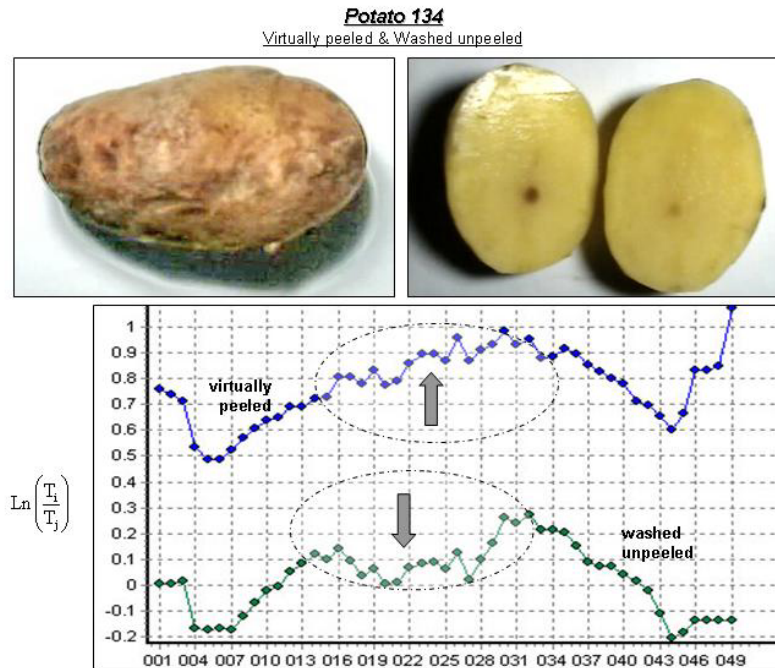 Potato 134
Virtually peeled & Washed unpeeled
1
0.9
0.8
0.7
0.6
0.5
0.4
0.3
0.2
0.1
0
-0.1
-0.2
virtually
peeled
Ln(Ti/Tj)
washed
unpeeled
001 004 007 010 013 016 019 022 025 028 031 034 037 040 043 046 049